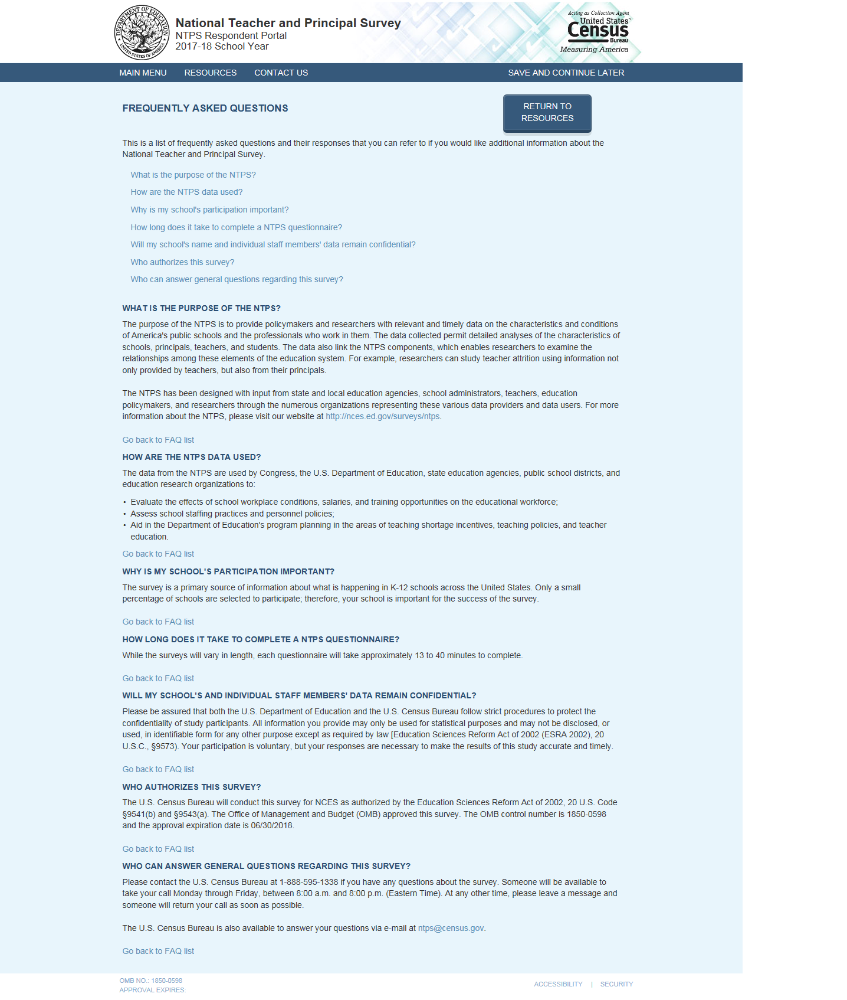 DEPARTMENT OF EDUCATION
UNITED STATES OF AMERICA
National Teacher and Principal Survey
NTPS Respondent Portal
2017-18 School Year
Acting as Collection Agent
United States™
Census
Bureau
Measuring America
MAIN MENU RESOURCES CONTACT US SAVE AND CONTINUE LATER
FREQUENTLY ASKED QUESTIONS
RETURN TO
RESOURCES
This is a list of frequently asked questions and their responses that you can refer to if you would like additional information about the
National Teacher and Principal Survey.
What is the purpose of the NTPS?
How are the NTPS data used?
Why is my school's participation important?
How long does it take to complete a NTPS questionnaire?
Will my school's name and individual staff members' data remain confidential?
Who authorizes this survey?
Who can answer general questions regarding this survey?
WHAT IS THE PURPOSE OF THE NTPS?
The purpose of the NTPS is to provide policymakers and researchers with relevant and timely data on the characteristics and conditions
of America's public schools and the professionals who work in them. The data collected permit detailed analyses of the characteristics of
schools, principals, teachers, and students. The data also link the NTPS components, which enables researchers to examine the
relationships among these elements of the education system. For example, researchers can study teacher attrition using information not
only provided by teachers, but also from their principals.
The NTPS has been designed with input from state and local education agencies, school administrators, teachers, education
policymakers, and researchers through the numerous organizations representing these various data providers and data users. For more
information about the NTPS, please visit our website at http://nces.ed.gov/surveys/ntps.
Go back to FAQ list
HOW ARE THE NTPS DATA USED?
The data from the NTPS are used by Congress, the U.S. Department of Education, state education agencies, public school districts, and
education research organizations to:
• Evaluate the effects of school workplace conditions, salaries, and training opportunities on the educational workforce;
• Assess school staffing practices and personnel policies;
• Aid in the Department of Education's program planning in the areas of teaching shortage incentives, teaching policies, and teacher
education.
Go back to FAQ list
WHY IS MY SCHOOL'S PARTICIPATION IMPORTANT?
The survey is a primary source of information about what is happening in K-12 schools across the United States. Only a small
percentage of schools are selected to participate; therefore, your school is important for the success of the survey.
Go back to FAQ list
HOW LONG DOES IT TAKE TO COMPLETE A NTPS QUESTIONNAIRE?
While the surveys will vary in length, each questionnaire will take approximately 13 to 40 minutes to complete.
Go back to FAQ list
WILL MY SCHOOL'S AND INDIVIDUAL STAFF MEMBERS' DATA REMAIN CONFIDENTIAL?
Please be assured that both the U.S. Department of Education and the U.S. Census Bureau follow strict procedures to protect the
confidentiality of study participants. All information you provide may only be used for statistical purposes and may not be disclosed, or
used, in identifiable form for any other purpose except as required by law [Education Sciences Reform Act of 2002 (ESRA 2002), 20
U.S.C., §9573). Your participation is voluntary, but your responses are necessary to make the results of this study accurate and timely.
Go back to FAQ list
WHO AUTHORIZES THIS SURVEY?
The U.S. Census Bureau will conduct this survey for NCES as authorized by the Education Sciences Reform Act of 2002, 20 U.S. Code
§9541(b) and §9543(a). The Office of Management and Budget (OMB) approved this survey. The OMB control number is 1850-0598
and the approval expiration date is 06/30/2018.
Go back to FAQ list
WHO CAN ANSWER GENERAL QUESTIONS REGARDING THIS SURVEY?
Please contact the U.S. Census Bureau at 1-888-595-1338 if you have any questions about the survey. Someone will be available to
take your call Monday through Friday, between 8:00 a.m. and 8:00 p.m. (Eastern Time). At any other time, please leave a message and
someone will return your call as soon as possible.
The U.S. Census Bureau is also available to answer your questions via e-mail at ntps@census.gov.
Go back to FAQ list
OMB NO.: 1850-0598
APPROVAL EXPIRES:
ACCESSIBILITY | SECURITY